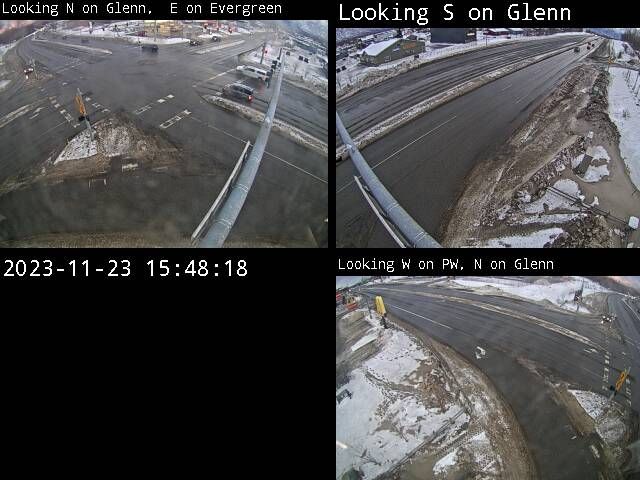 Looking N on Glenn,  E on Evergreen
Looking S on Glenn
2023-11-23 15:48:18
Looking W on PW, N on Glenn